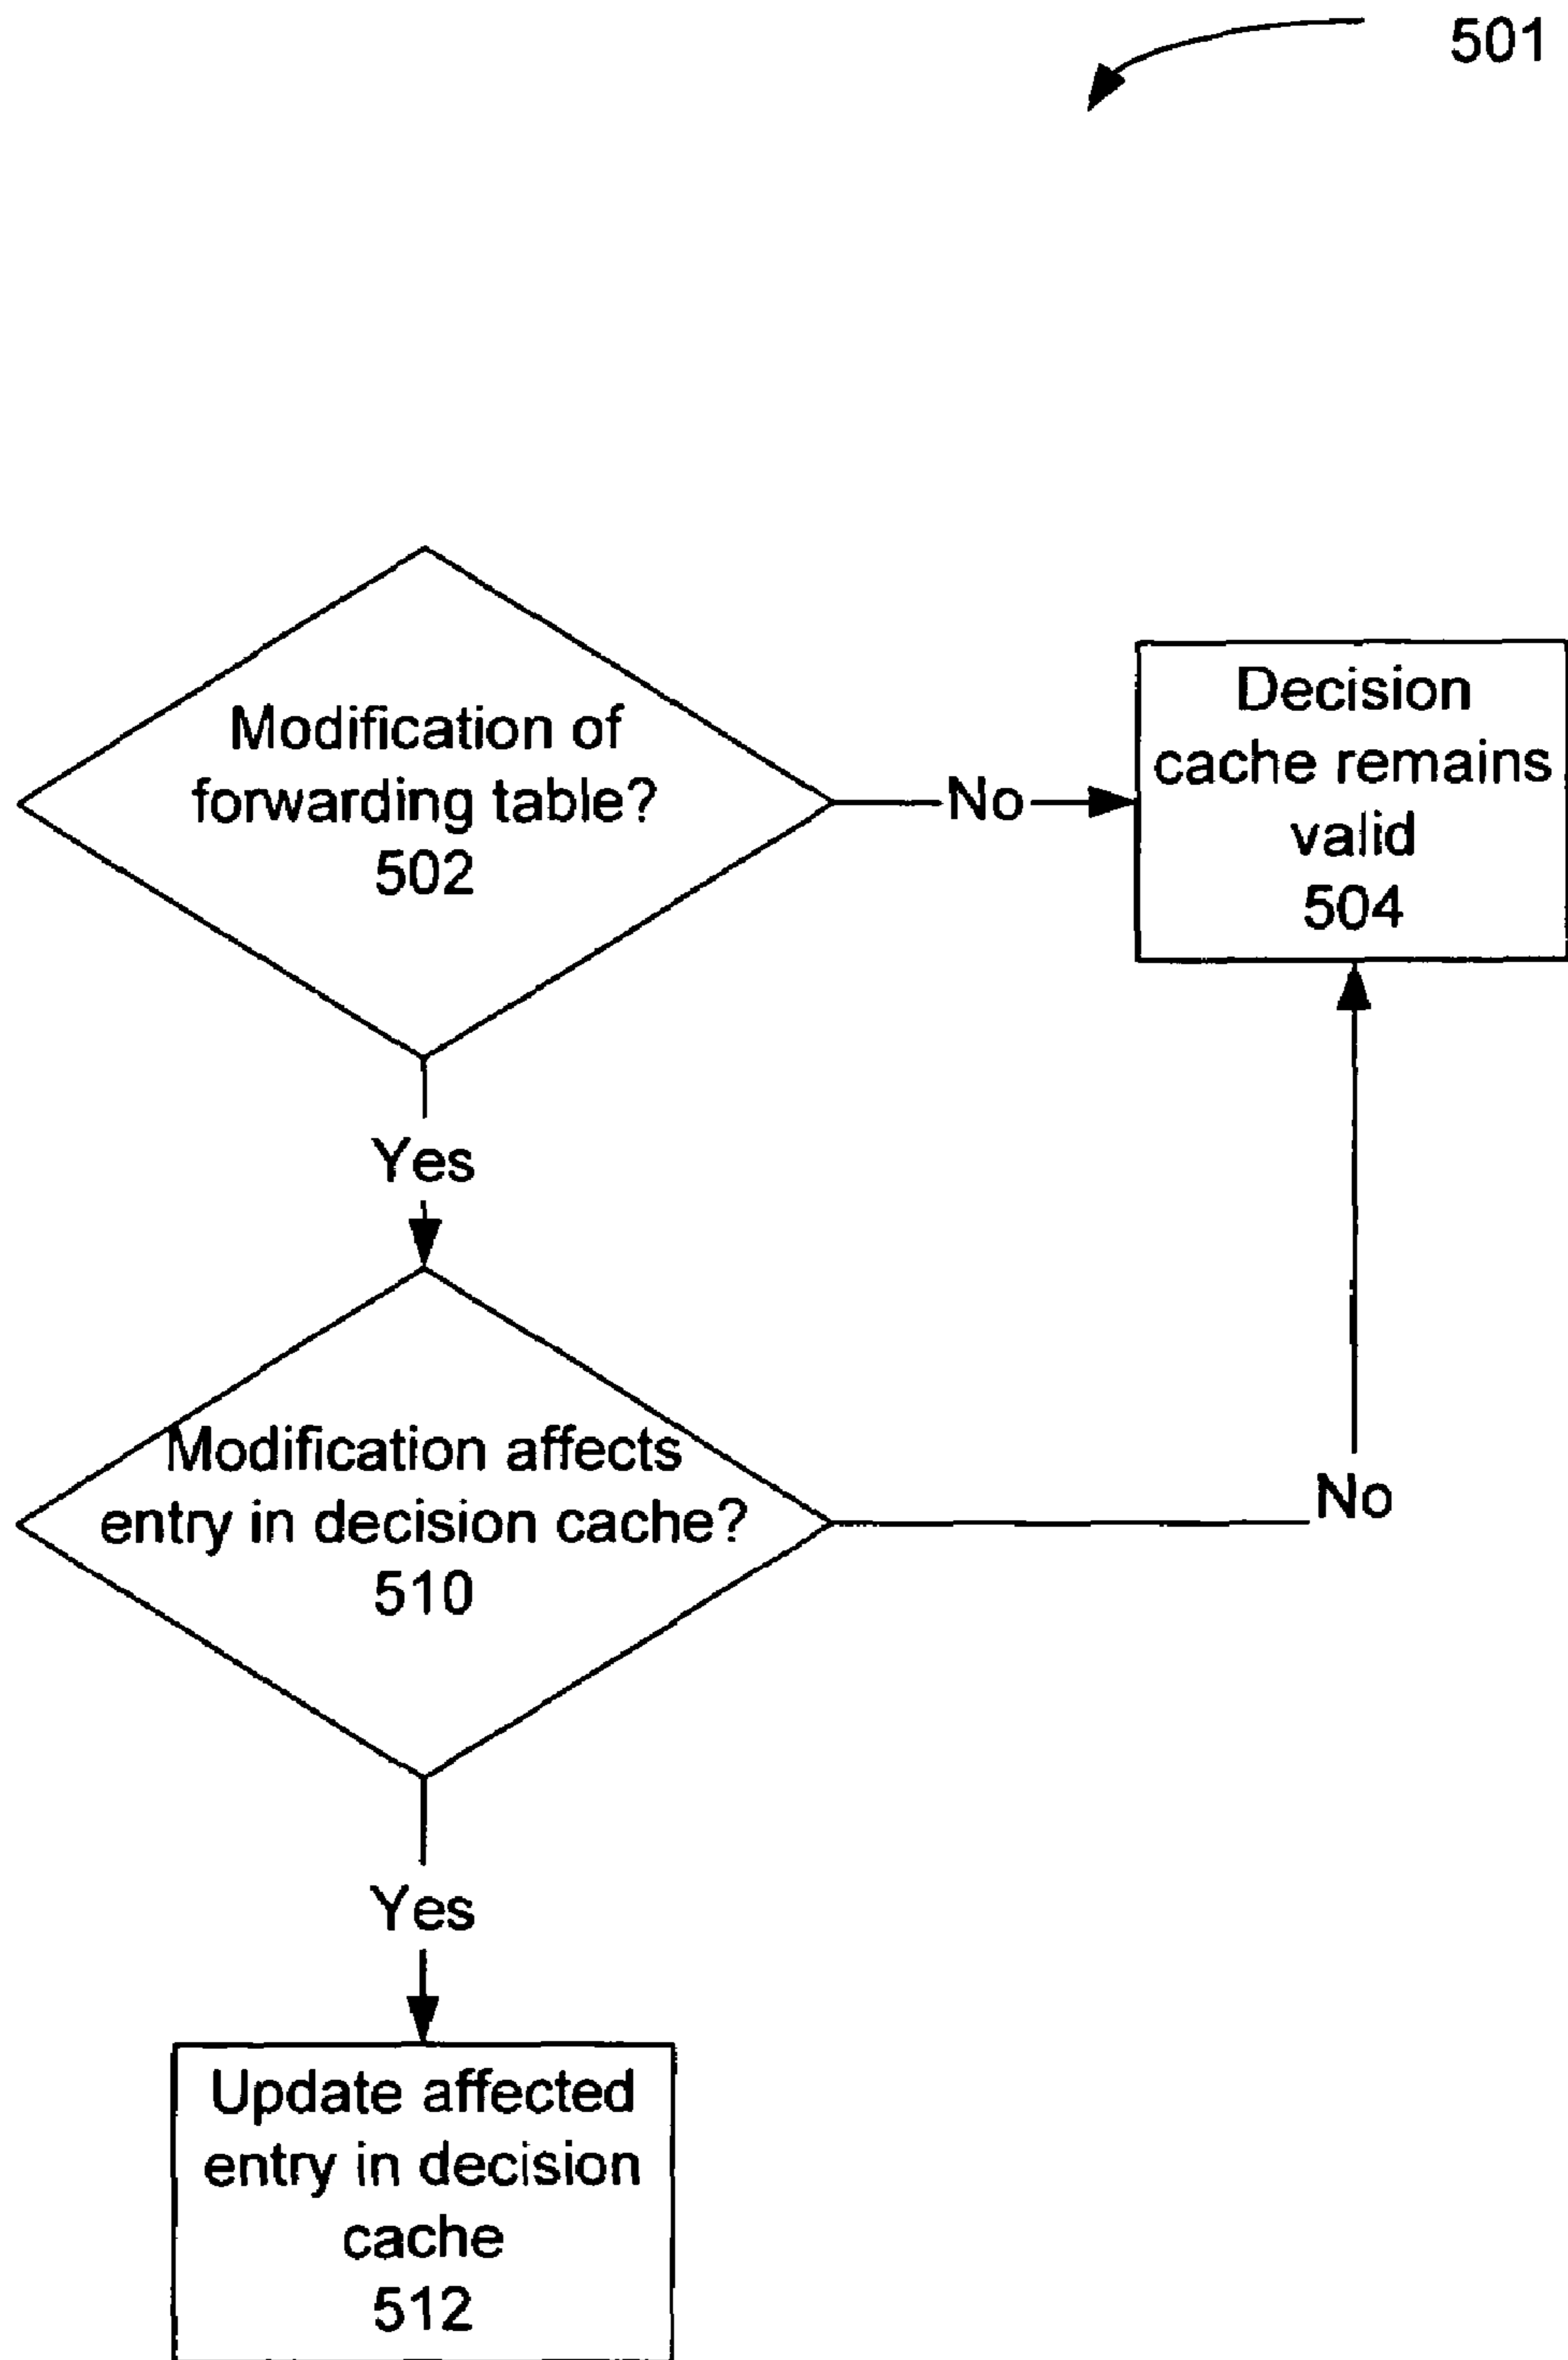 501
Modification of
forwarding table?
502
No
Decision
cache remains
valid
504
Yes
Modification affects
entry in decision cache?
510
No
Yes
Update affected
entry in decision
cache
512